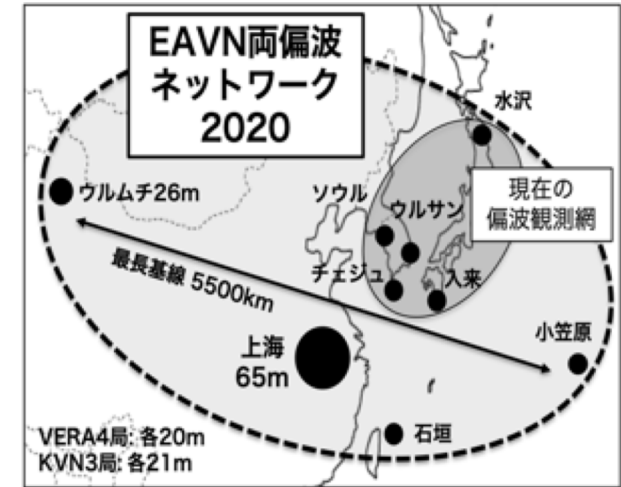 EAVN両偏波
ネットワーク
2020
水沢
現在の
偏波観測網
ウルムチ26m
ソウル
ウルサン
チェジュ
入来
最長基線 5500km
小笠原
上海
65m
石垣
VERA4局: 各20m
KVN3局: 各21m